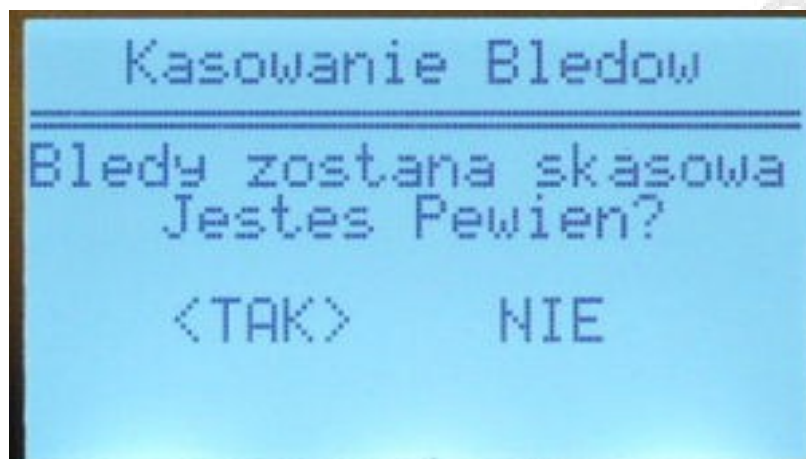 Kasowanie Bledow
Bledy zostana skasowa
Jestes Pewien?
<TAK> NIE